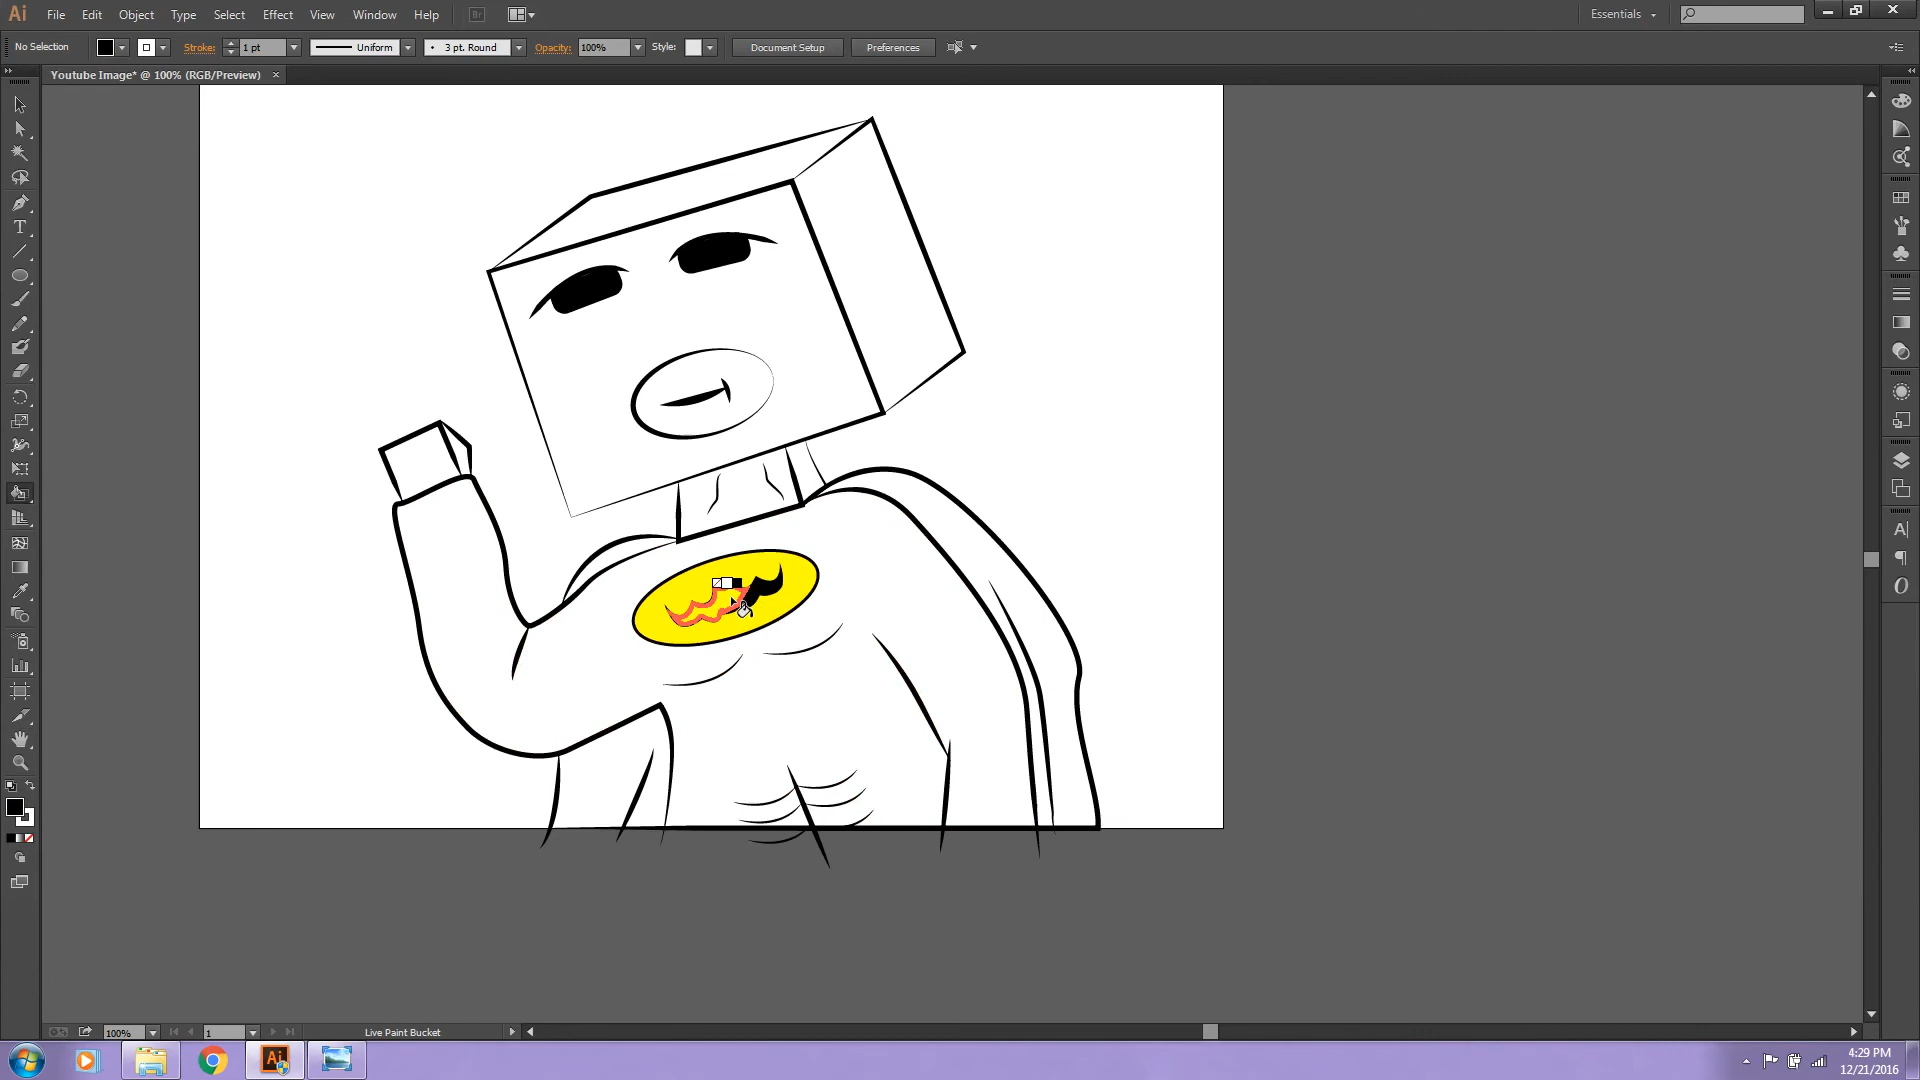 Ai File Edit Object Type Select Effect View Window Help Br Essentials
No Selection Stroke: 1 pt Uniform 3 pt. Round Opacity: 100% Style: Document Setup Preferences
Youtube Image* @ 100% (RGB/Preview) ×
100% 1 Live Paint Bucket
Ai 4:29 PM
12/21/2016